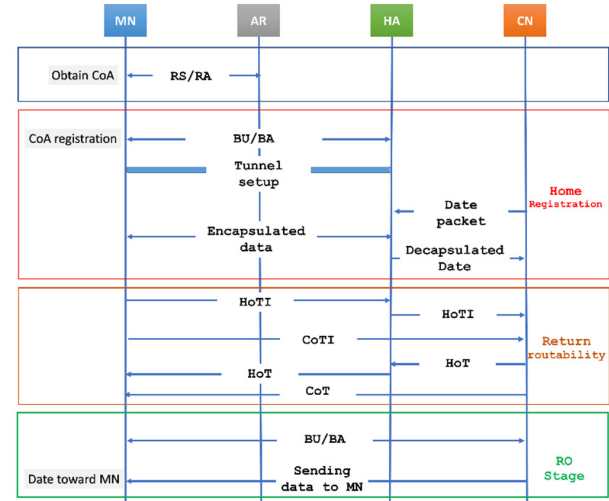 MN
AR
HA
CN
Obtain CoA
RS/RA
CoA registration
BU/BA
Tunnel
setup
Home
Registration
Date
packet
Encapsulated
data
Decapsulated
Date
HoTI
HoTI
CoTI
Return
routability
HoT
HoT
CoT
BU/BA
RO
Stage
Date toward MN
Sending
data to MN